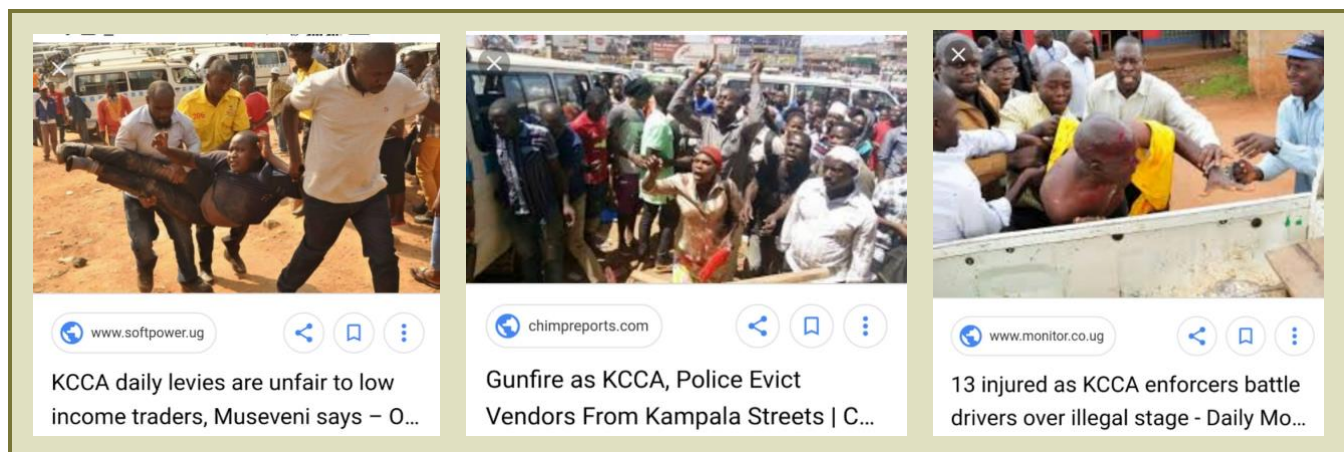 www.softpower.ug
KCCA daily levies are unfair to low
income traders, Museveni says – O...
chimpreports.com
Gunfire as KCCA, Police Evict
Vendors From Kampala Streets | C...
www.monitor.co.ug
13 injured as KCCA enforcers battle
drivers over illegal stage - Daily Mo...